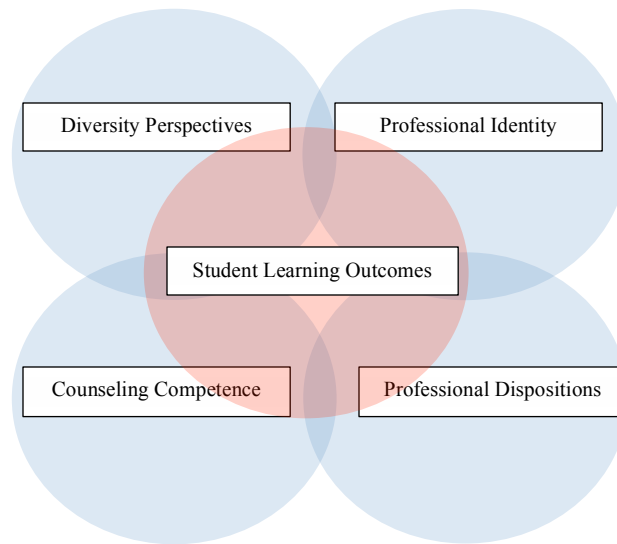 Diversity Perspectives
Professional Identity
Student Learning Outcomes
Counseling Competence
Professional Dispositions